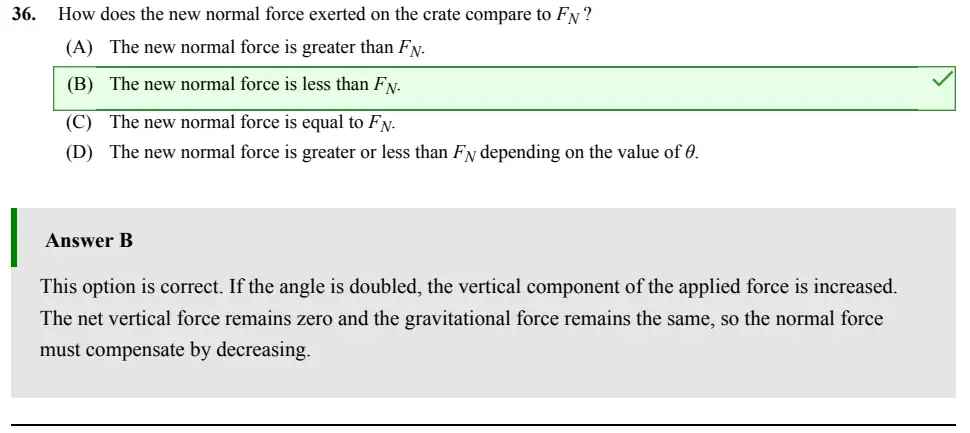 36. How does the new normal force exerted on the crate compare to F_N?
(A) The new normal force is greater than F_N.
(B) The new normal force is less than F_N.
(C) The new normal force is equal to F_N.
(D) The new normal force is greater or less than F_N depending on the value of θ.
Answer B
This option is correct. If the angle is doubled, the vertical component of the applied force is increased.
The net vertical force remains zero and the gravitational force remains the same, so the normal force
must compensate by decreasing.